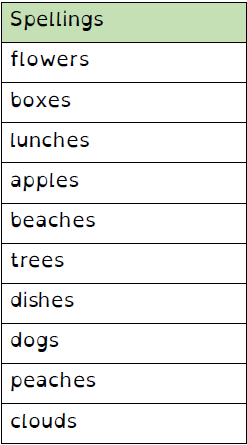 Spellings
flowers
boxes
lunches
apples
beaches
trees
dishes
dogs
peaches
clouds